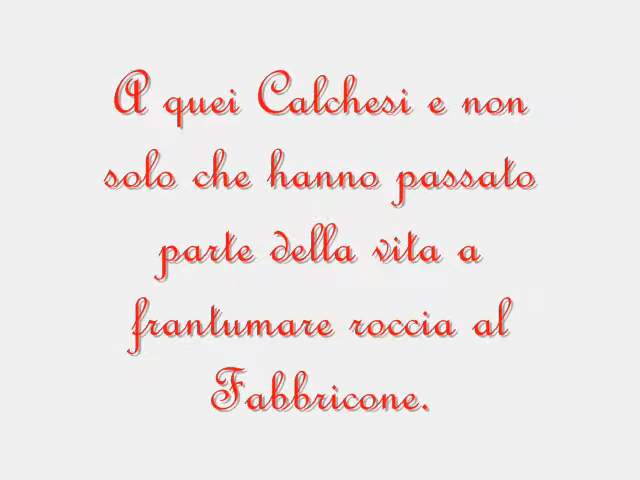 A quei Calchesi e non
solo che hanno passato
parte della vita a
frantumare roccia al
Fabbricone.